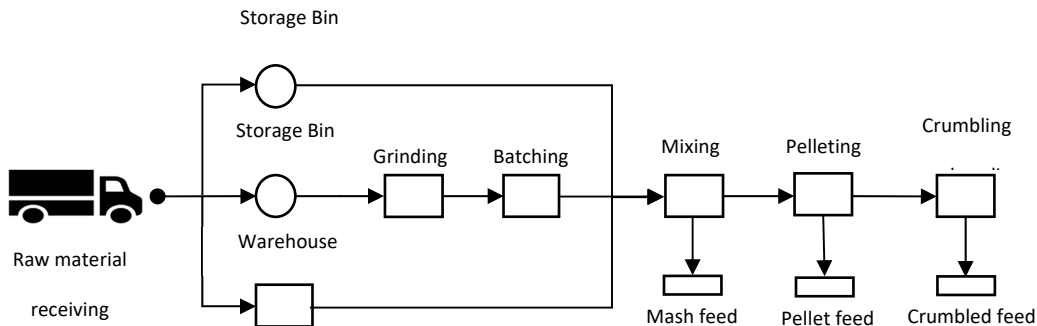 Storage Bin
Storage Bin
Crumbling
Grinding
Batching
Mixing
Pelleting
Warehouse
Raw material
receiving
Mash feed
Pellet feed
Crumbled feed